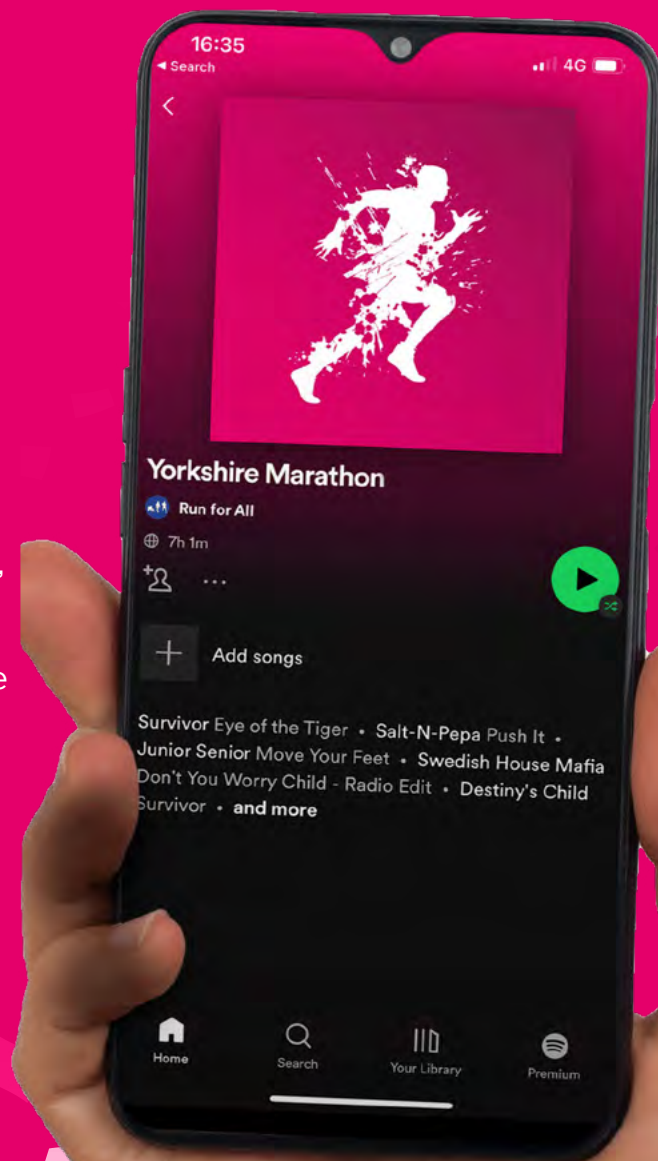 16:35
Search
4G
Yorkshire Marathon
Run for All
7h 1m
Add songs
Survivor Eye of the Tiger • Salt-N-Pepa Push It •
Junior Senior Move Your Feet • Swedish House Mafia
Don't You Worry Child - Radio Edit • Destiny's Child
Survivor • and more
Home
Search
Your Library
Premium